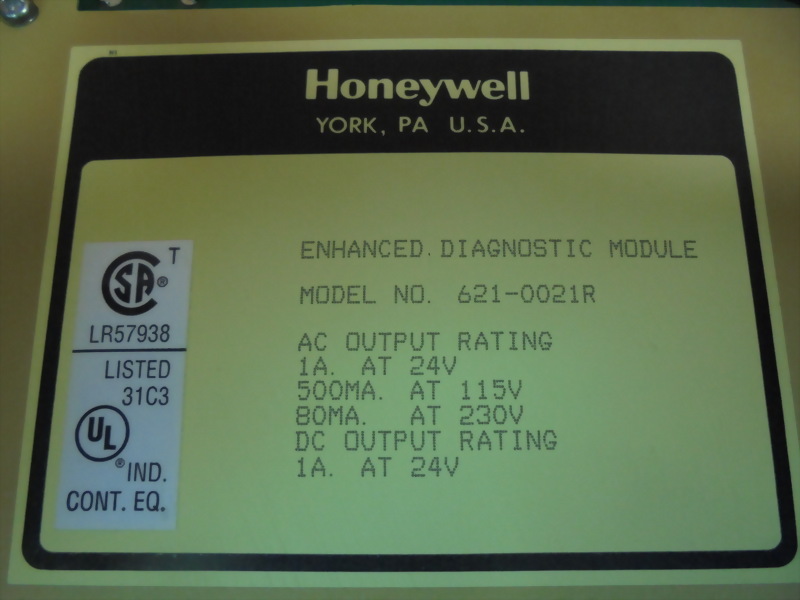 Honeywell
YORK, PA U.S.A.
ENHANCED DIAGNOSTIC MODULE
MODEL NO. 621-0021R
AC OUTPUT RATING
1A. AT 24V
500MA. AT 115V
80MA. AT 230V
DC OUTPUT RATING
1A. AT 24V
T
SA ®
LR57938
LISTED
31C3
UL
® IND.
CONT. EQ.